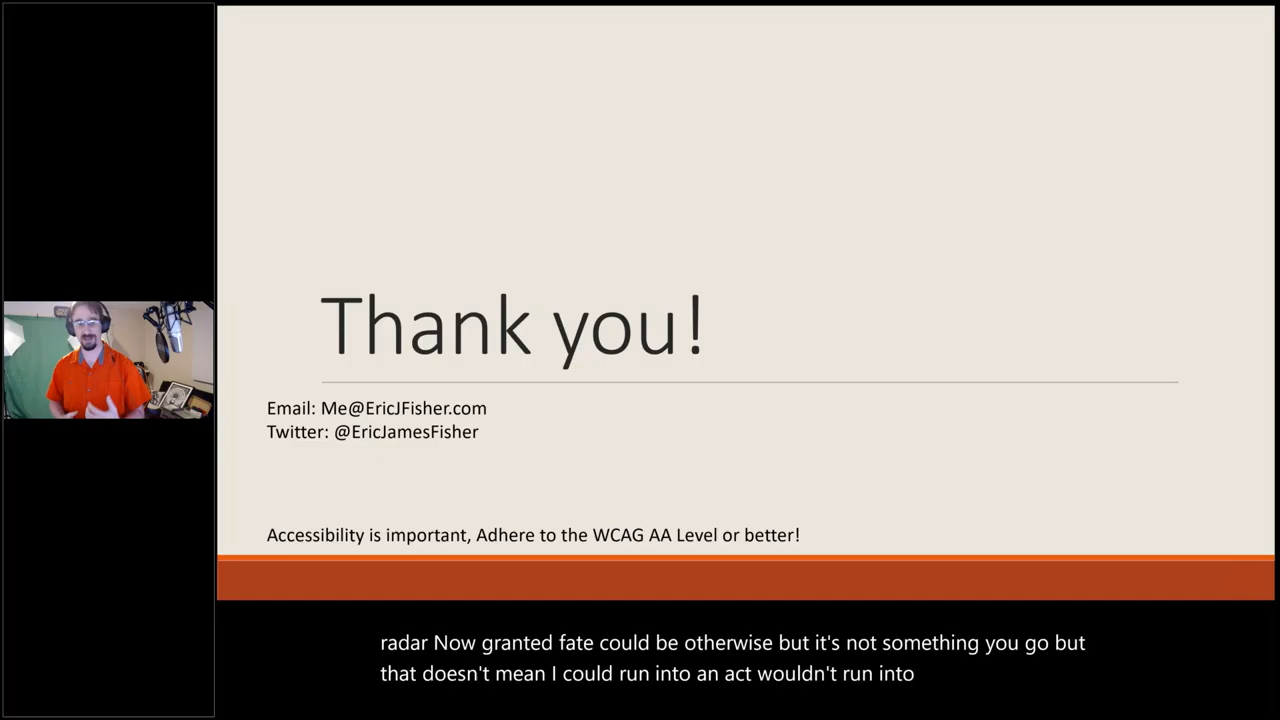 Thank you!
Email: Me@EricJFisher.com
Twitter: @EricJamesFisher
Accessibility is important, Adhere to the WCAG AA Level or better!
radar Now granted fate could be otherwise but it's not something you go but
that doesn't mean I could run into an act wouldn't run into